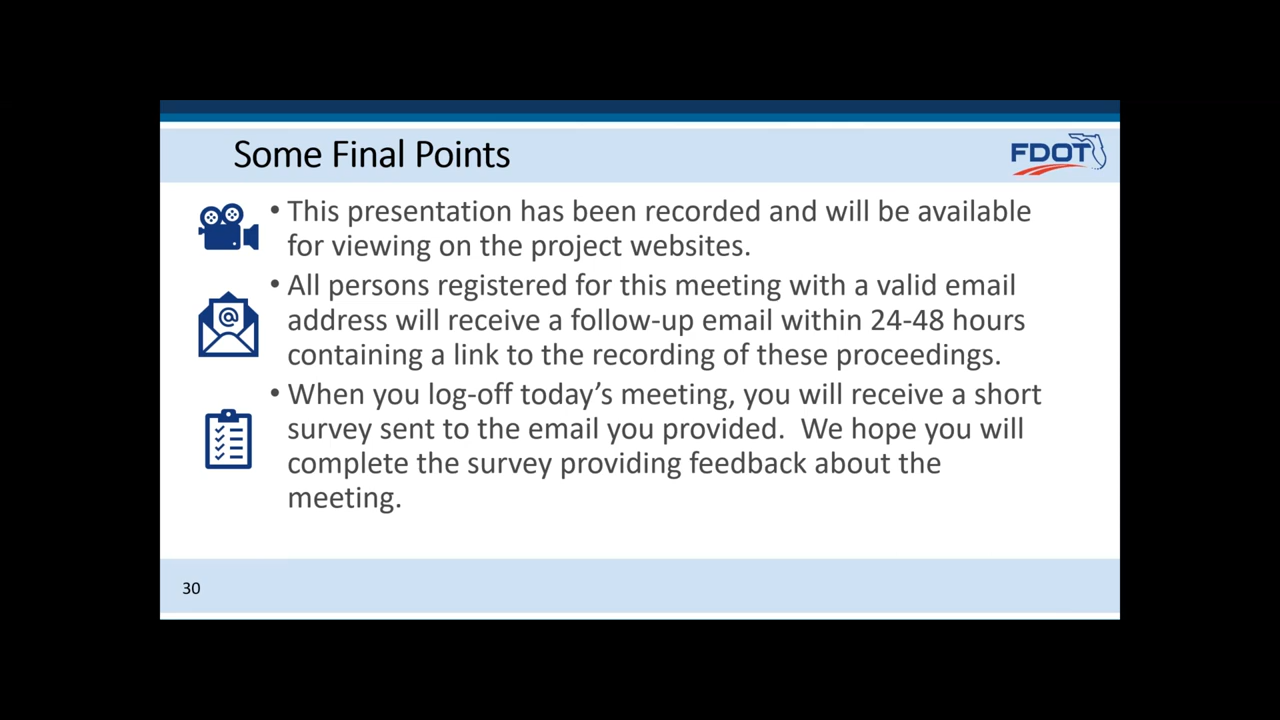 Some Final Points
FDOT
• This presentation has been recorded and will be available
for viewing on the project websites.
@
• All persons registered for this meeting with a valid email
address will receive a follow-up email within 24-48 hours
containing a link to the recording of these proceedings.
• When you log-off today’s meeting, you will receive a short
survey sent to the email you provided.  We hope you will
complete the survey providing feedback about the
meeting.
30